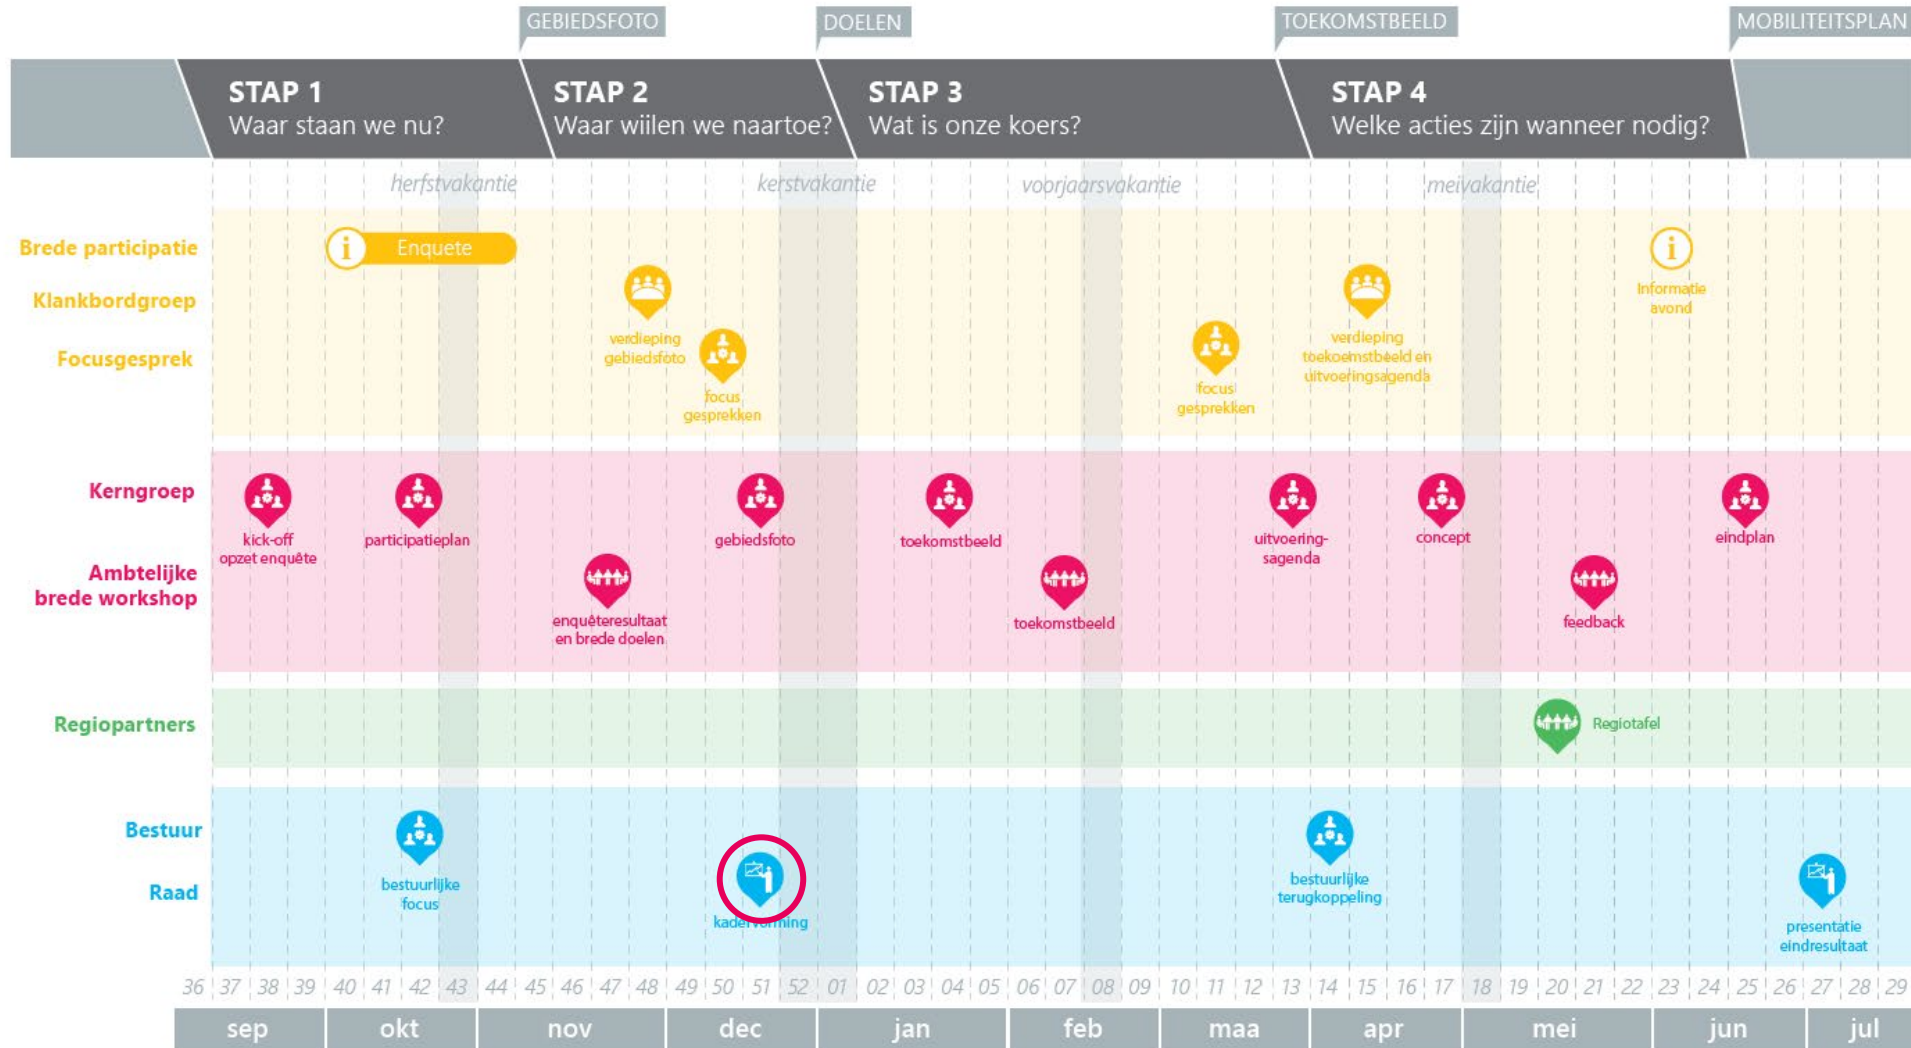 GEBIEDSFOTO
DOELEN
TOEKOMSTBEELD
MOBILITEITSPLAN
STAP 1
Waar staan we nu?
STAP 2
Waar wiilen we naartoe?
STAP 3
Wat is onze koers?
STAP 4
Welke acties zijn wanneer nodig?
herfstvakantie
kerstvakantie
voorjaarsvakantie
meivakantie
Brede participatie
i
Enquete
i
Informatie
avond
Klankbordgroep
verdieping
gebiedsfoto
verdieping
toekoemstbeeld en
uitvoeringsagenda
Focusgesprek
focus
gesprekken
focus
gesprekken
Kerngroep
kick-off
opzet enquête
participatieplan
gebiedsfoto
toekomstbeeld
uitvoering-
sagenda
concept
eindplan
Ambtelijke
brede workshop
enquêteresultaat
en brede doelen
toekomstbeeld
feedback
Regiopartners
Regiotafel
Bestuur
bestuurlijke
focus
bestuurlijke
terugkoppeling
Raad
kadervorming
presentatie
eindresultaat
36 37 38 39 40 41 42 43 44 45 46 47 48 49 50 51 52 01 02 03 04 05 06 07 08 09 10 11 12 13 14 15 16 17 18 19 20 21 22 23 24 25 26 27 28 29
sep okt nov dec jan feb maa apr mei jun jul